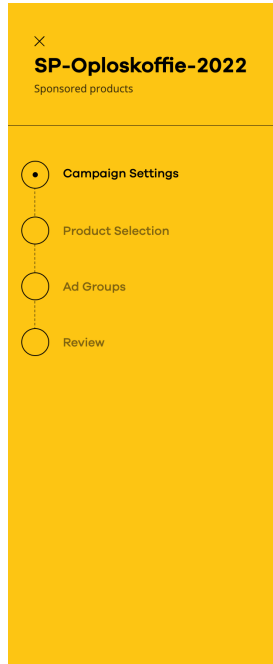 SP-Oploskoffie-2022
Sponsored products
Campaign Settings
Product Selection
Ad Groups
Review